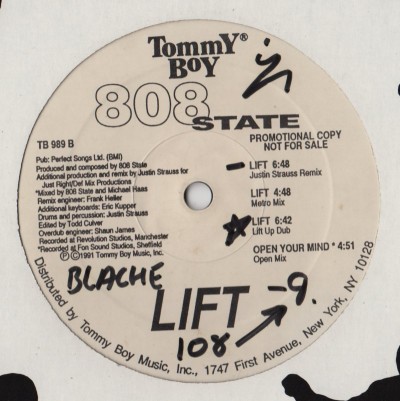 Tommy®
Boy
808
STATE
TB 989 B
PROMOTIONAL COPY
NOT FOR SALE
Pub: Perfect Songs Ltd. (BMI)
Produced and composed by 808 State
Additional production and remix by Justin Strauss for
Just Right/Def Mix Productions
*Mixed by 808 State and Michael Haas
Remix engineer: Frank Heller
Additional keyboards: Eric Kupper
Drums and percussion: Justin Strauss
Edited by Todd Culver
Overdub engineer: Shaun James
Recorded at Revolution Studios, Manchester
*Recorded at Fon Sound Studios, Sheffield
Ⓟ©1991 Tommy Boy Music, Inc.
LIFT 6:48
Justin Strauss Remix
LIFT 4:48
Metro Mix
LIFT 6:42
Lift Up Dub
OPEN YOUR MIND * 4:51
Open Mix
BLACHE
LIFT
-9.
108
Distributed by Tommy Boy Music, Inc., 1747 First Avenue, New York, NY 10128